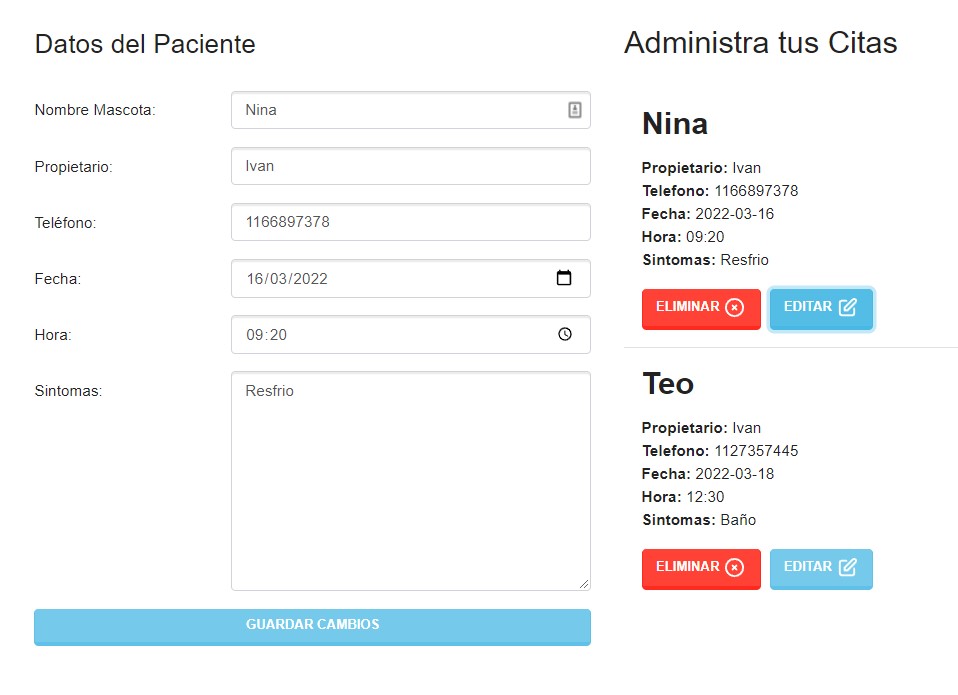 Datos del Paciente
Nombre Mascota: Nina
Propietario: Ivan
Teléfono: 1166897378
Fecha: 16/03/2022
Hora: 09:20
Sintomas: Resfrio
GUARDAR CAMBIOS
Administra tus Citas
Nina
Propietario: Ivan
Telefono: 1166897378
Fecha: 2022-03-16
Hora: 09:20
Sintomas: Resfrio
ELIMINAR EDITAR
Teo
Propietario: Ivan
Telefono: 1127357445
Fecha: 2022-03-18
Hora: 12:30
Sintomas: Baño
ELIMINAR EDITAR